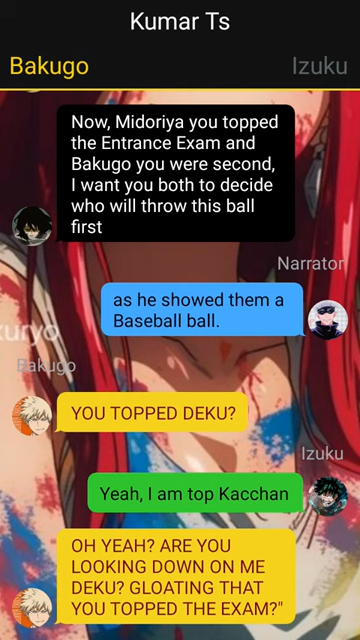 Kumar Ts
Bakugo
Izuku
Now, Midoriya you topped
the Entrance Exam and
Bakugo you were second,
I want you both to decide
who will throw this ball
first
Narrator
as he showed them a
Baseball ball.
kuryo
Bakugo
YOU TOPPED DEKU?
Izuku
Yeah, I am top Kacchan
OH YEAH? ARE YOU
LOOKING DOWN ON ME
DEKU? GLOATING THAT
YOU TOPPED THE EXAM?"